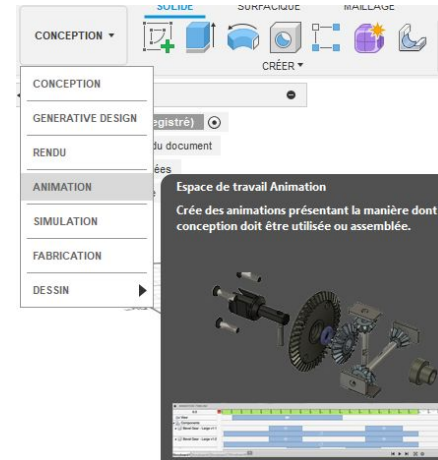 SOLIDE SURFACIQUE MAILLAGE
CONCEPTION
CRÉER
CONCEPTION
GENERATIVE DESIGN
egistré)
du document
RENDU
ées
ANIMATION
Espace de travail Animation
Crée des animations présentant la manière dont
conception doit être utilisée ou assemblée.
SIMULATION
FABRICATION
DESSIN